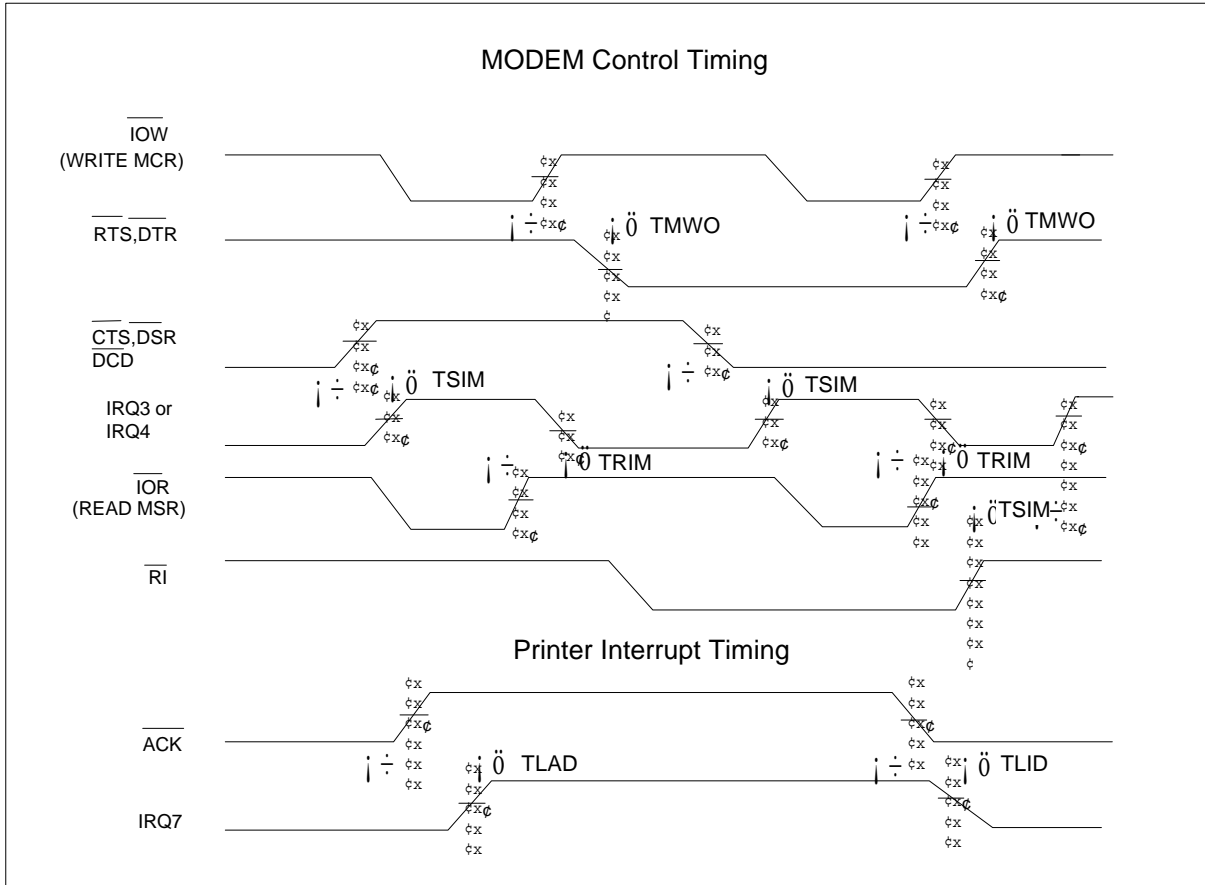 MODEM Control Timing
IOW
(WRITE MCR)
RTS,DTR
TMWO
TMWO
CTS,DSR
DCD
TSIM
TSIM
IRQ3 or
IRQ4
TRIM
TRIM
IOR
(READ MSR)
TSIM
RI
Printer Interrupt Timing
ACK
TLAD
TLID
IRQ7